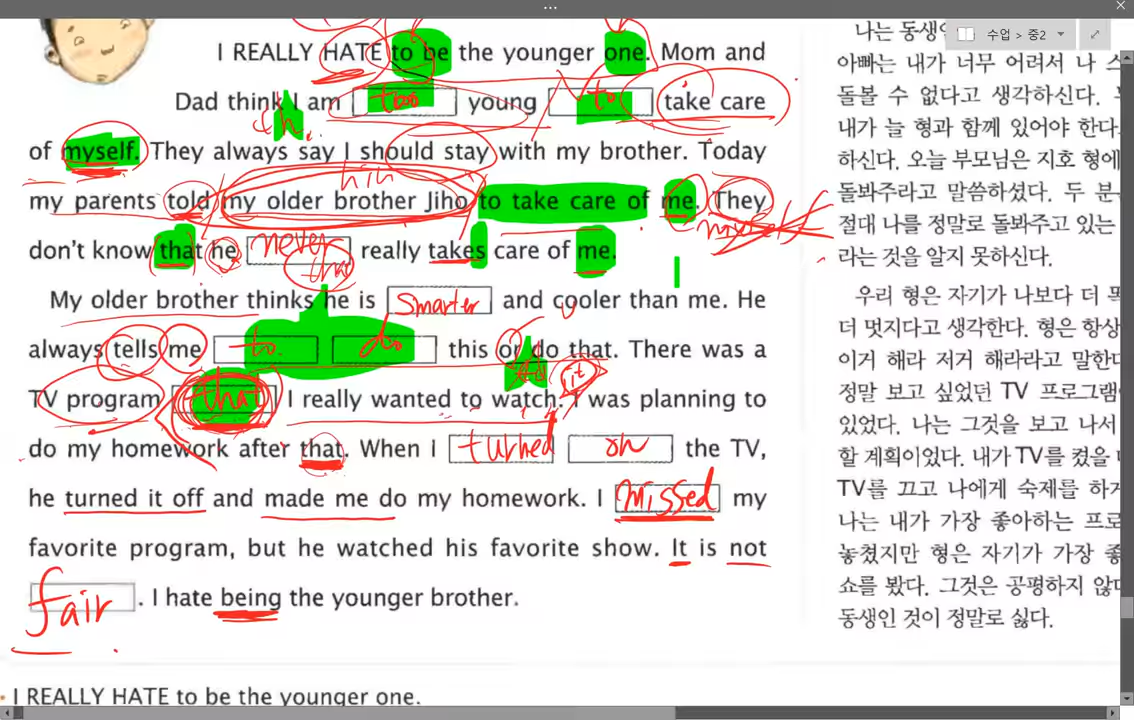 ...
수업 > 중2
I REALLY HATE to be the younger one. Mom and
Dad think I am too young to take care
ch.
of myself. They always say I should stay with my brother. Today
him
my parents told my older brother Jiho to take care of me. They
myself
don't know that he never really takes care of me.
that
My older brother thinks he is smarter and cooler than me. He
always tells me to do this or do that. There was a
to it
TV program that I really wanted to watch. I was planning to
do my homework after that. When I turned on the TV,
he turned it off and made me do my homework. I missed my
favorite program, but he watched his favorite show. It is not
fair. I hate being the younger brother.
• I REALLY HATE to be the younger one.
나는 동생
아빠는 내가 너무 어려서 나 스
돌볼 수 없다고 생각하신다.
내가 늘 형과 함께 있어야 한다
하신다. 오늘 부모님은 지호 형에
돌봐주라고 말씀하셨다. 두 분
절대 나를 정말로 돌봐주고 있는
라는 것을 알지 못하신다.
우리 형은 자기가 나보다 더 똑
더 멋지다고 생각한다. 형은 항상
이거 해라 저거 해라라고 말한다
정말 보고 싶었던 TV 프로그램
있었다. 나는 그것을 보고 나서
할 계획이었다. 내가 TV를 켰을
TV를 끄고 나에게 숙제를 하
나는 내가 가장 좋아하는 프로
놓쳤지만 형은 자기가 가장 좋
쇼를 봤다. 그것은 공평하지 않
동생인 것이 정말로 싫다.